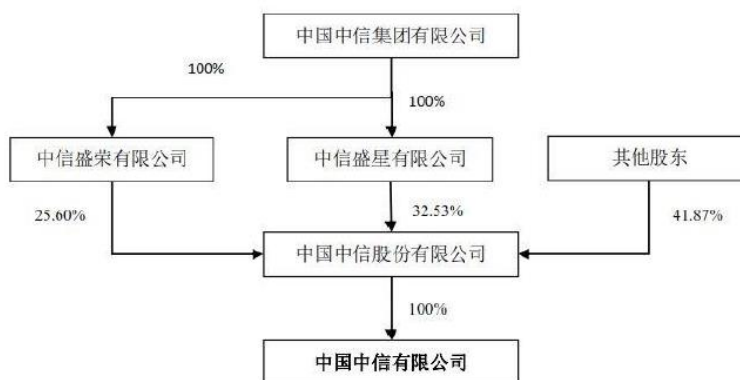 中国中信集团有限公司
100%
100%
中信盛荣有限公司
中信盛星有限公司
其他股东
25.60%
32.53%
41.87%
中国中信股份有限公司
100%
中国中信有限公司